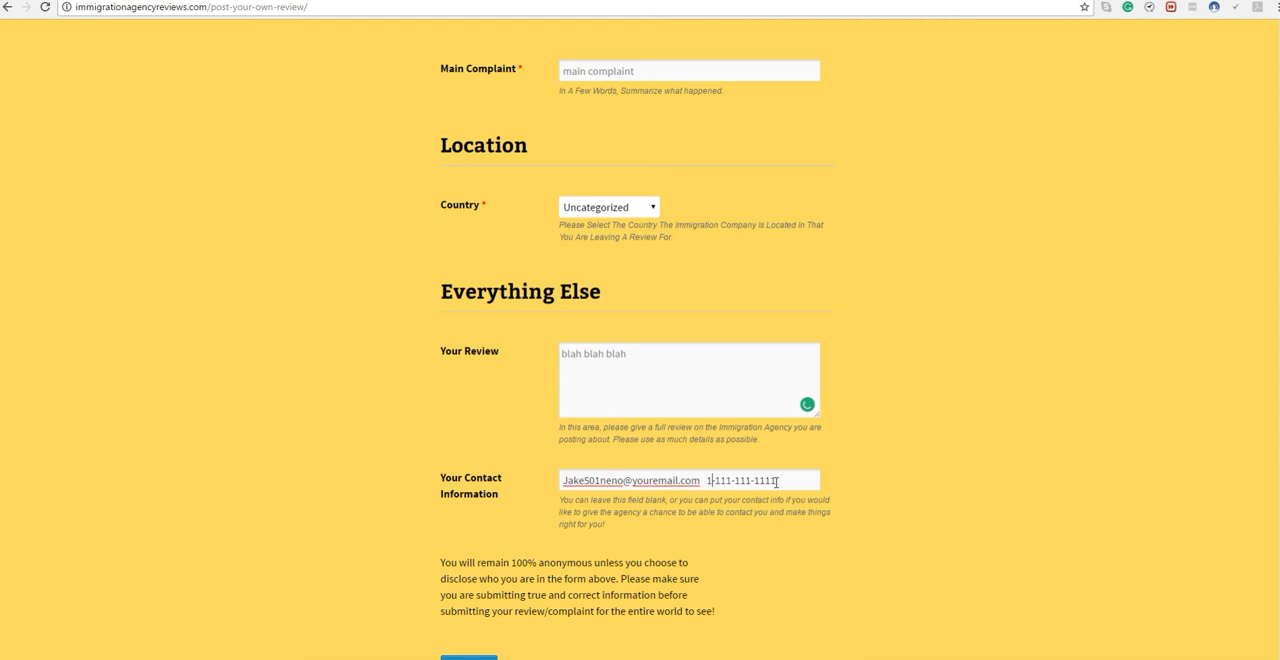 immigrationagencyreviews.com/post-your-own-review/
Main Complaint *
main complaint
In A Few Words, Summarize what happened.
Location
Country *
Uncategorized
Please Select The Country The Immigration Company Is Located In That
You Are Leaving A Review For.
Everything Else
Your Review
blah blah blah
In this area, please give a full review on the Immigration Agency you are
posting about. Please use as much details as possible.
Your Contact
Information
Jake501neno@youremail.com 1-111-111-1111
You can leave this field blank, or you can put your contact info if you would
like to give the agency a chance to be able to contact you and make things
right for you!
You will remain 100% anonymous unless you choose to
disclose who you are in the form above. Please make sure
you are submitting true and correct information before
submitting your review/complaint for the entire world to see!